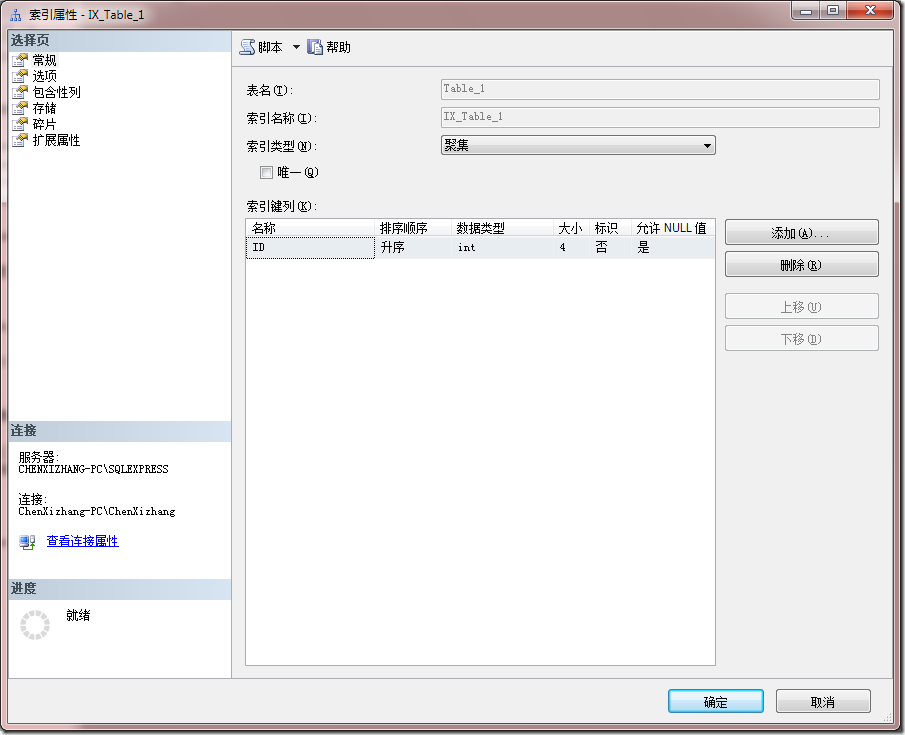 索引属性 - IX_Table_1
选择页
常规
选项
包含性列
存储
碎片
扩展属性
连接
服务器:
CHENXIZHANG-PC\SQLEXPRESS
连接:
ChenXizhang-PC\ChenXizhang
查看连接属性
进度
就绪
脚本 帮助
表名(T): Table_1
索引名称(I): IX_Table_1
索引类型(N): 聚集
唯一(Q)
索引键列(K):
名称 排序顺序 数据类型 大小 标识 允许 NULL 值
ID 升序 int 4 否 是
添加(A)...
删除(R)
上移(U)
下移(D)
确定 取消